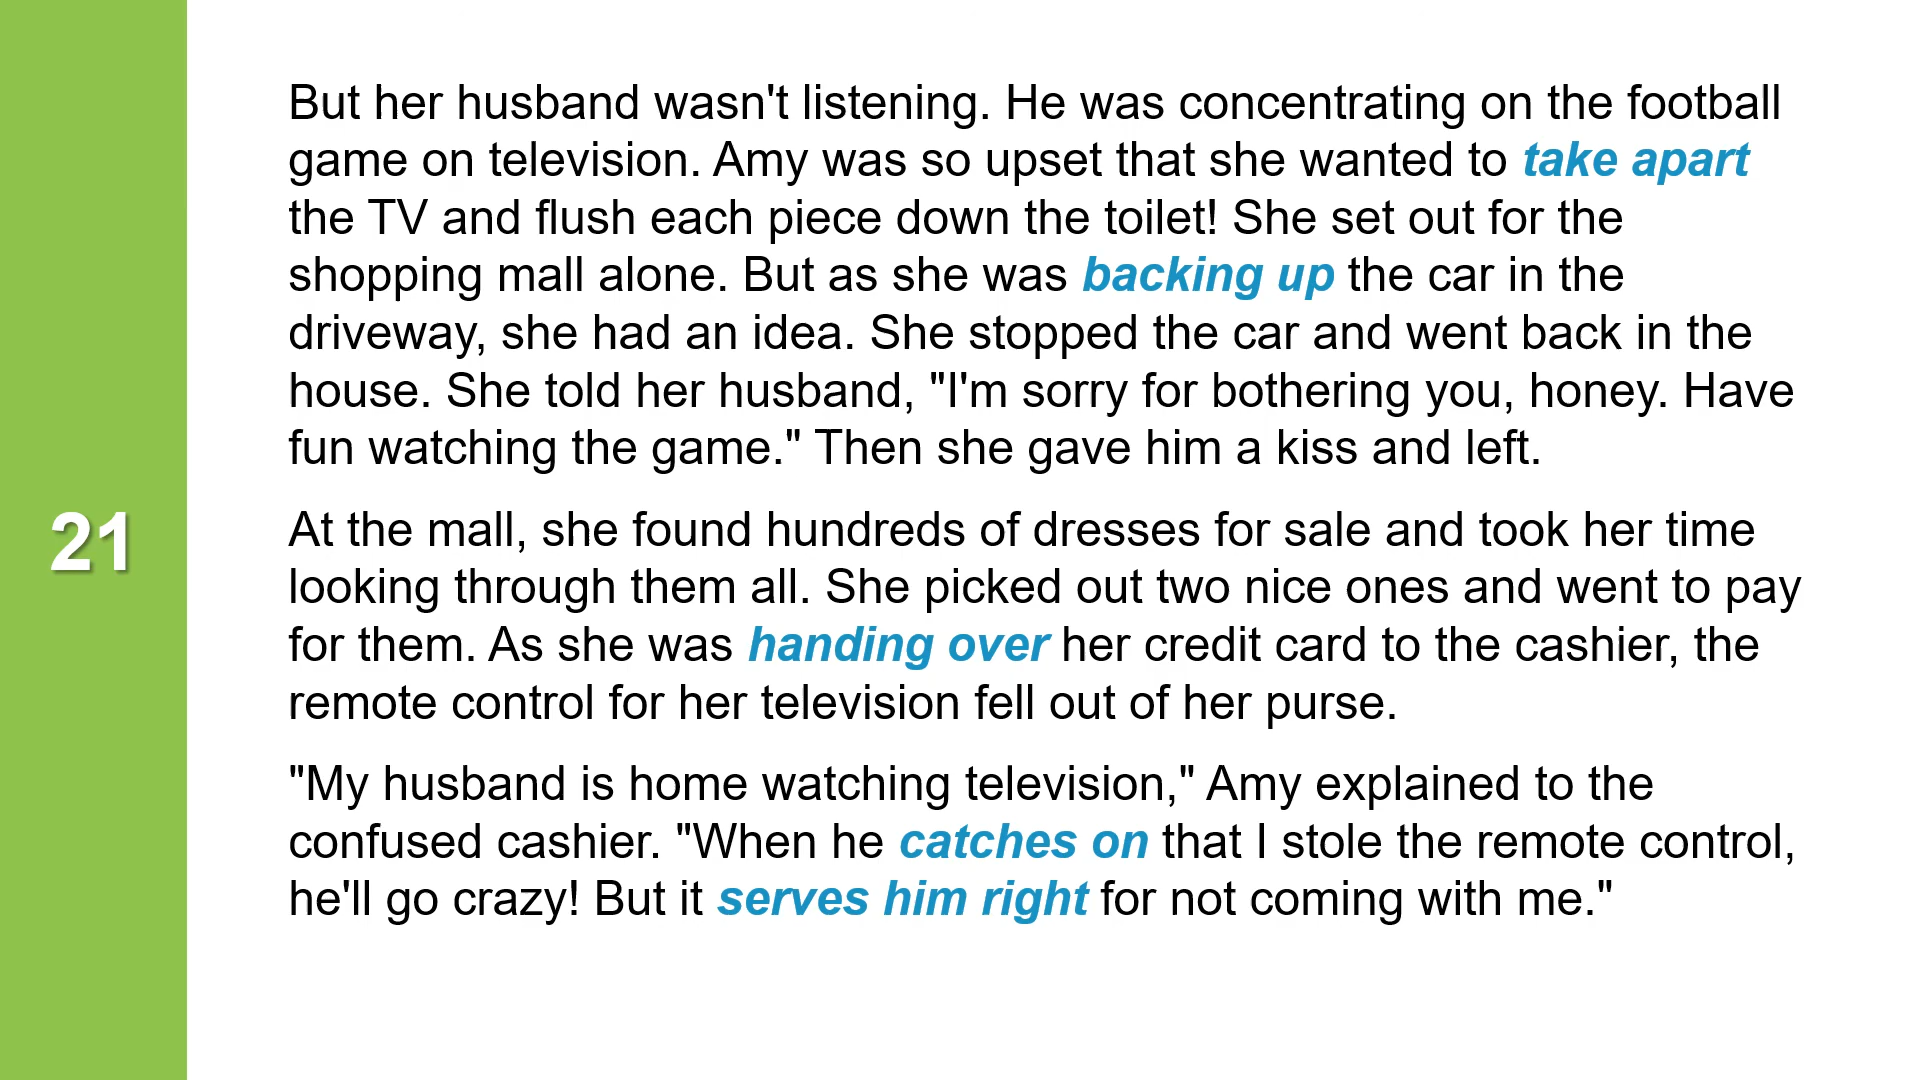 But her husband wasn't listening. He was concentrating on the football
game on television. Amy was so upset that she wanted to take apart
the TV and flush each piece down the toilet! She set out for the
shopping mall alone. But as she was backing up the car in the
driveway, she had an idea. She stopped the car and went back in the
house. She told her husband, "I'm sorry for bothering you, honey. Have
fun watching the game." Then she gave him a kiss and left.
21
At the mall, she found hundreds of dresses for sale and took her time
looking through them all. She picked out two nice ones and went to pay
for them. As she was handing over her credit card to the cashier, the
remote control for her television fell out of her purse.
"My husband is home watching television," Amy explained to the
confused cashier. "When he catches on that I stole the remote control,
he'll go crazy! But it serves him right for not coming with me."